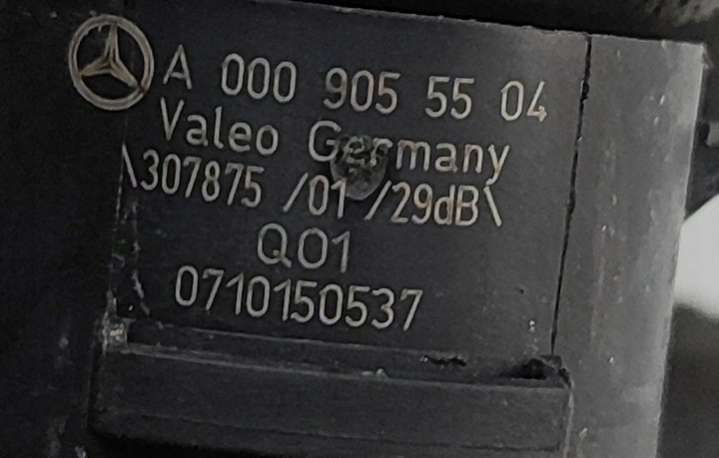 A 000 905 55 04
Valeo Germany
\307875 /01 /29dB\
Q01
0710150537